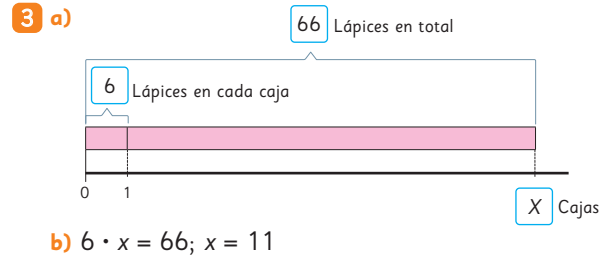 3 a)
66 Lápices en total
6 Lápices en cada caja
0 1
X Cajas
b) 6 · x = 66; x = 11